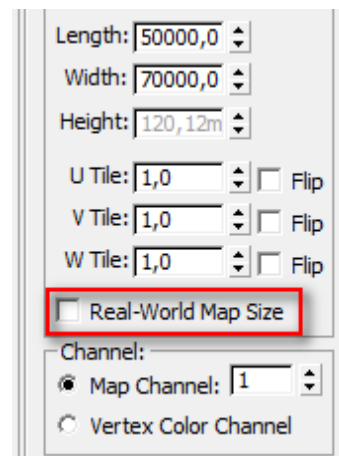 Length: 50000,0
Width: 70000,0
Height: 120,12m
U Tile: 1,0 Flip
V Tile: 1,0 Flip
W Tile: 1,0 Flip
Real-World Map Size
Channel:
Map Channel: 1
Vertex Color Channel